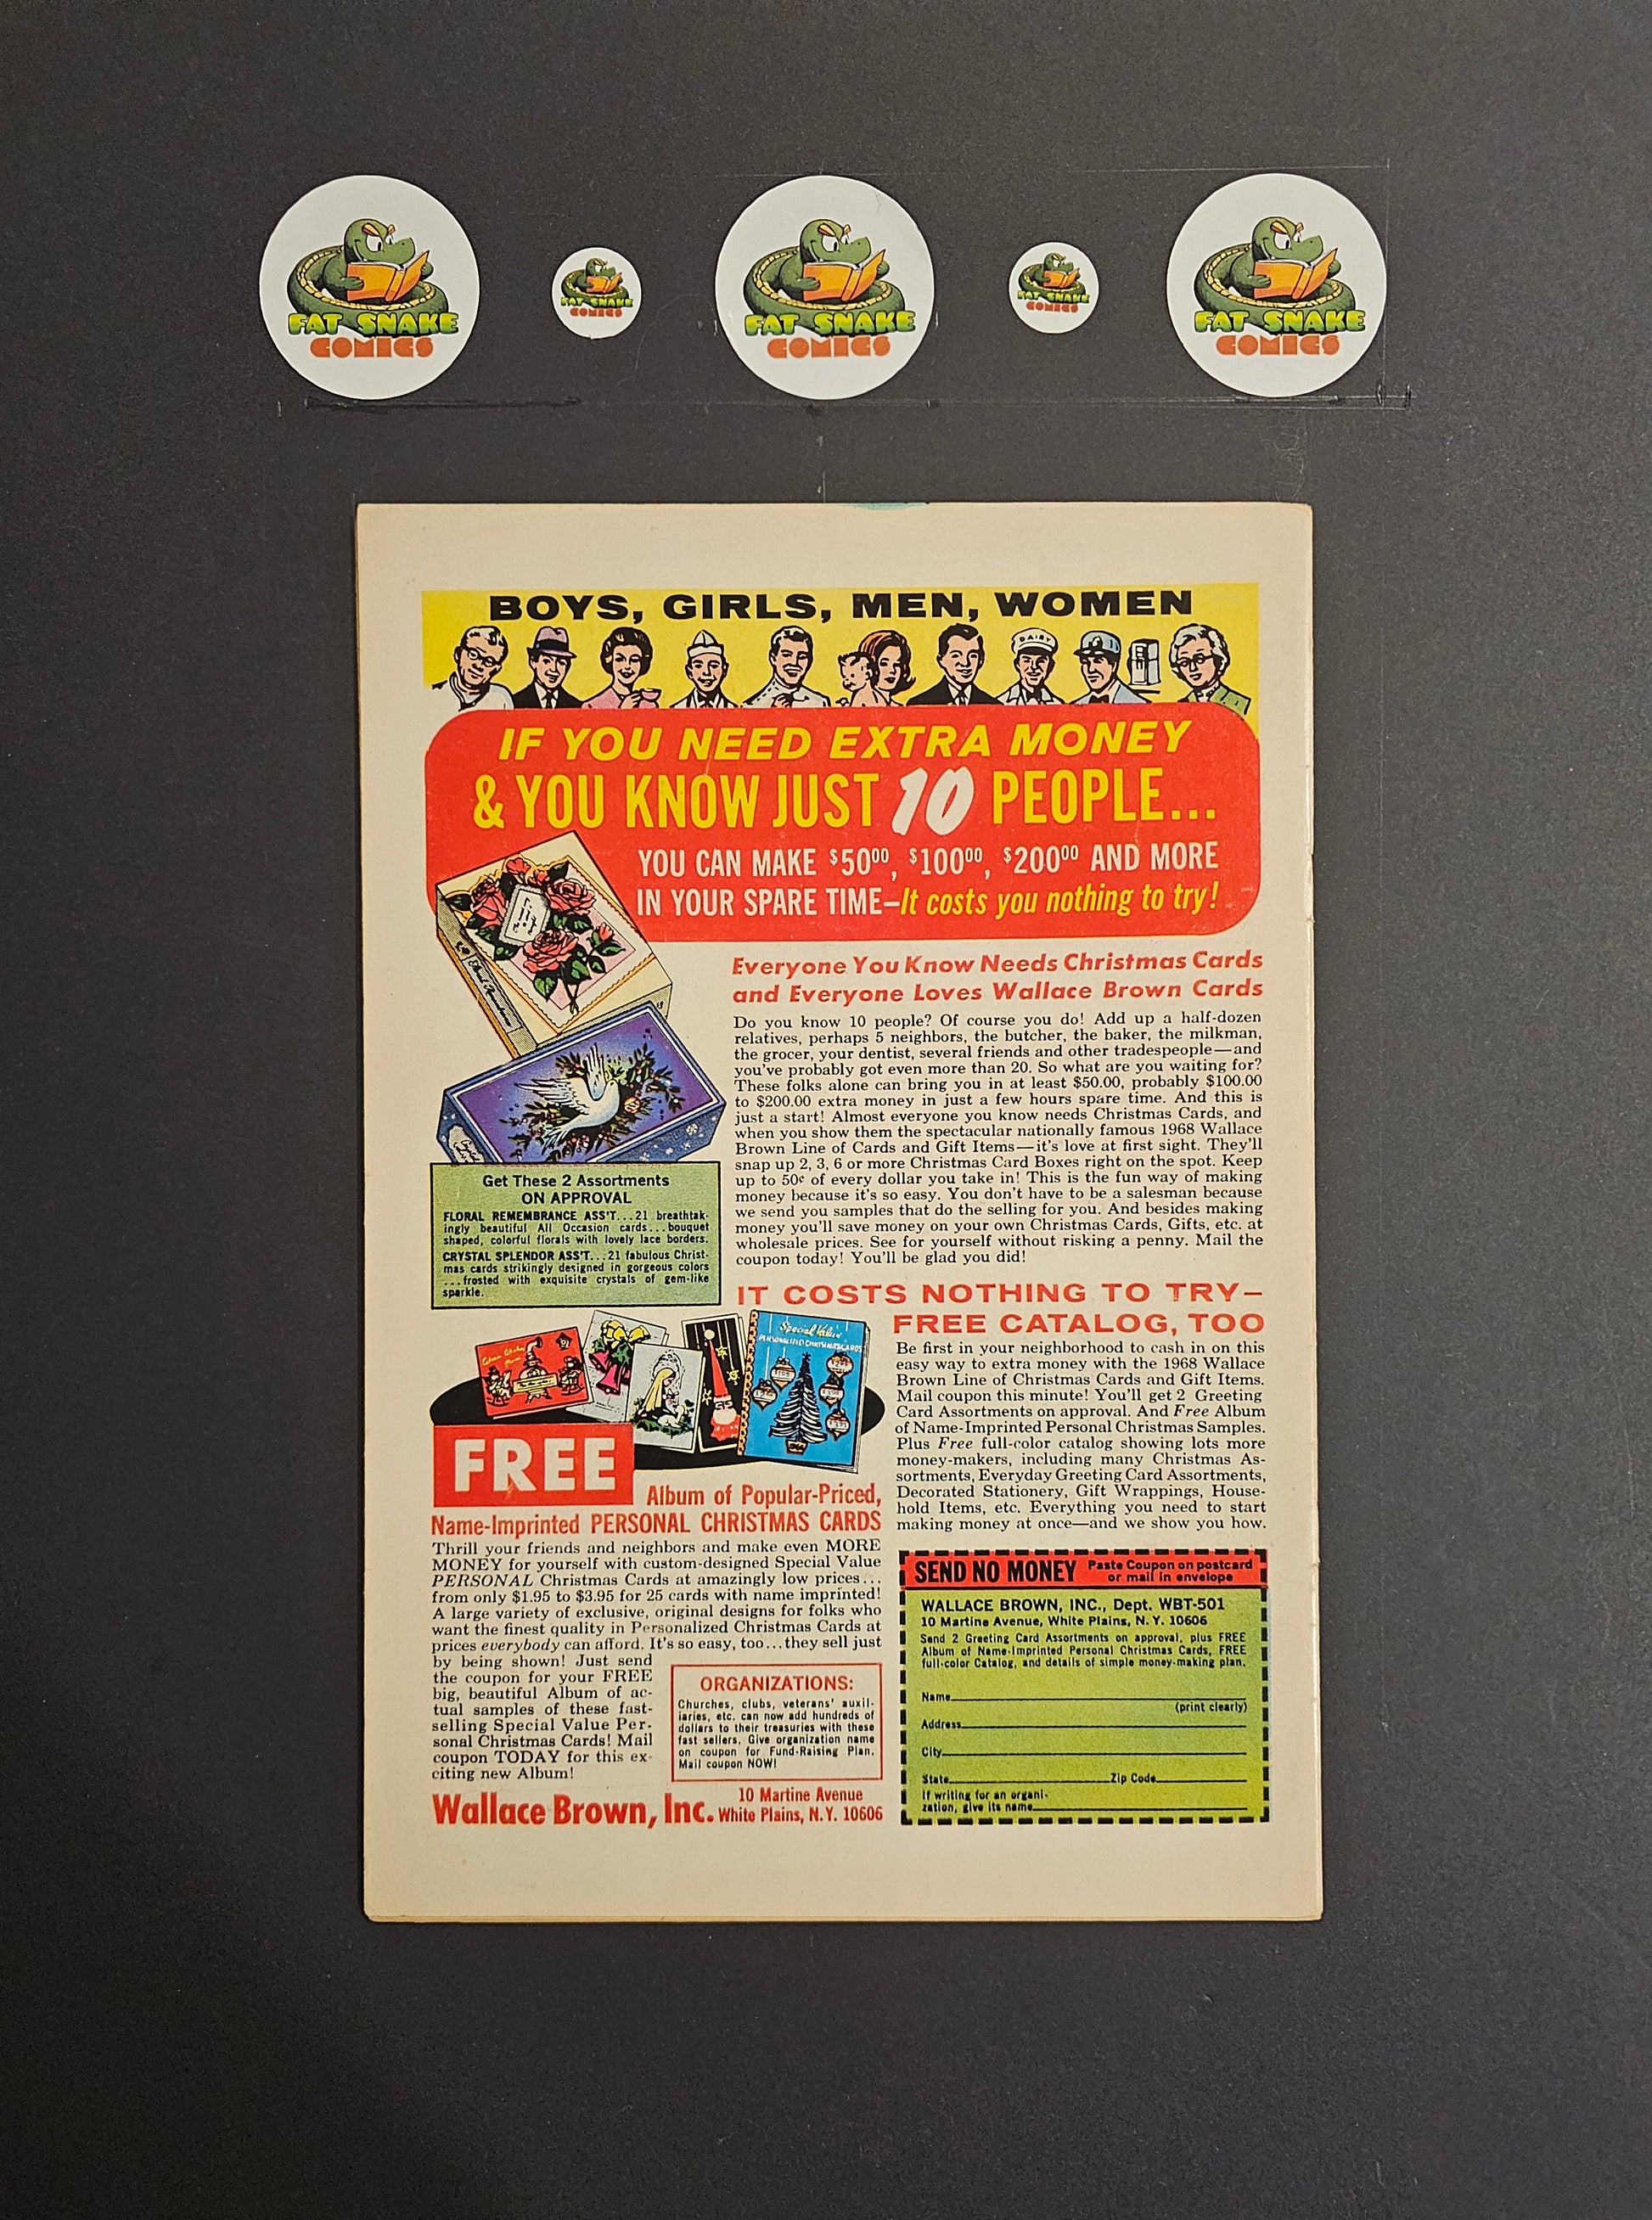 FAT SNAKE
COMICS
FAT SNAKE
COMICS
FAT SNAKE
COMICS
FAT SNAKE
COMICS
FAT SNAKE
COMICS
BOYS, GIRLS, MEN, WOMEN
DAIRY
IF YOU NEED EXTRA MONEY
& YOU KNOW JUST 10 PEOPLE...
YOU CAN MAKE $5000, $10000, $20000 AND MORE
IN YOUR SPARE TIME—It costs you nothing to try!
Everyone You Know Needs Christmas Cards
and Everyone Loves Wallace Brown Cards
Do you know 10 people? Of course you do! Add up a half-dozen
relatives, perhaps 5 neighbors, the butcher, the baker, the milkman,
the grocer, your dentist, several friends and other tradespeople—and
you've probably got even more than 20. So what are you waiting for?
These folks alone can bring you in at least $50.00, probably $100.00
to $200.00 extra money in just a few hours spare time. And this is
just a start! Almost everyone you know needs Christmas Cards, and
when you show them the spectacular nationally famous 1968 Wallace
Brown Line of Cards and Gift Items—it's love at first sight. They'll
snap up 2, 3, 6 or more Christmas Card Boxes right on the spot. Keep
up to 50¢ of every dollar you take in! This is the fun way of making
money because it's so easy. You don't have to be a salesman because
we send you samples that do the selling for you. And besides making
money you'll save money on your own Christmas Cards, Gifts, etc. at
wholesale prices. See for yourself without risking a penny. Mail the
coupon today! You'll be glad you did!
Get These 2 Assortments
ON APPROVAL
FLORAL REMEMBRANCE ASS'T...21 breathtak-
ingly beautiful All Occasion cards...bouquet
shaped, colorful florals with lovely lace borders.
CRYSTAL SPLENDOR ASS'T...21 fabulous Christ-
mas cards strikingly designed in gorgeous colors
...frosted with exquisite crystals of gem-like
sparkle.
IT COSTS NOTHING TO TRY—
FREE CATALOG, TOO
Be first in your neighborhood to cash in on this
easy way to extra money with the 1968 Wallace
Brown Line of Christmas Cards and Gift Items.
Mail coupon this minute! You'll get 2 Greeting
Card Assortments on approval. And Free Album
of Name-Imprinted Personal Christmas Samples.
Plus Free full-color catalog showing lots more
money-makers, including many Christmas As-
sortments, Everyday Greeting Card Assortments,
Decorated Stationery, Gift Wrappings, House-
hold Items, etc. Everything you need to start
making money at once—and we show you how.
Special Value
PERSONALIZED CHRISTMAS CARDS
FREE
Album of Popular-Priced,
Name-Imprinted PERSONAL CHRISTMAS CARDS
Thrill your friends and neighbors and make even MORE
MONEY for yourself with custom-designed Special Value
PERSONAL Christmas Cards at amazingly low prices...
from only $1.95 to $3.95 for 25 cards with name imprinted!
A large variety of exclusive, original designs for folks who
want the finest quality in Personalized Christmas Cards at
prices everybody can afford. It's so easy, too...they sell just
by being shown! Just send
the coupon for your FREE
big, beautiful Album of ac-
tual samples of these fast-
selling Special Value Per-
sonal Christmas Cards! Mail
coupon TODAY for this ex-
citing new Album!
ORGANIZATIONS:
Churches, clubs, veterans' auxil-
iaries, etc. can now add hundreds of
dollars to their treasuries with these
fast sellers. Give organization name
on coupon for Fund-Raising Plan.
Mail coupon NOW!
Wallace Brown, Inc.
10 Martine Avenue
White Plains, N.Y. 10606
SEND NO MONEY
Paste Coupon on postcard
or mail in envelope
WALLACE BROWN, INC., Dept. WBT-501
10 Martine Avenue, White Plains, N. Y. 10606
Send 2 Greeting Card Assortments on approval, plus FREE
Album of Name-Imprinted Personal Christmas Cards, FREE
full-color Catalog, and details of simple money-making plan.
Name
(print clearly)
Address
City
State Zip Code
If writing for an organi-
zation, give its name